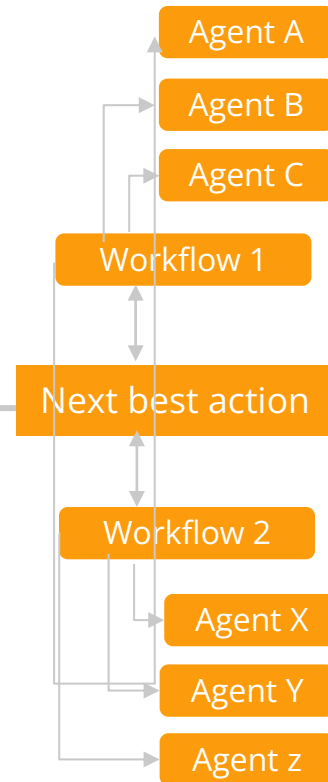 Agent A
Agent B
Agent C
Workflow 1
Next best action
Workflow 2
Agent X
Agent Y
Agent z